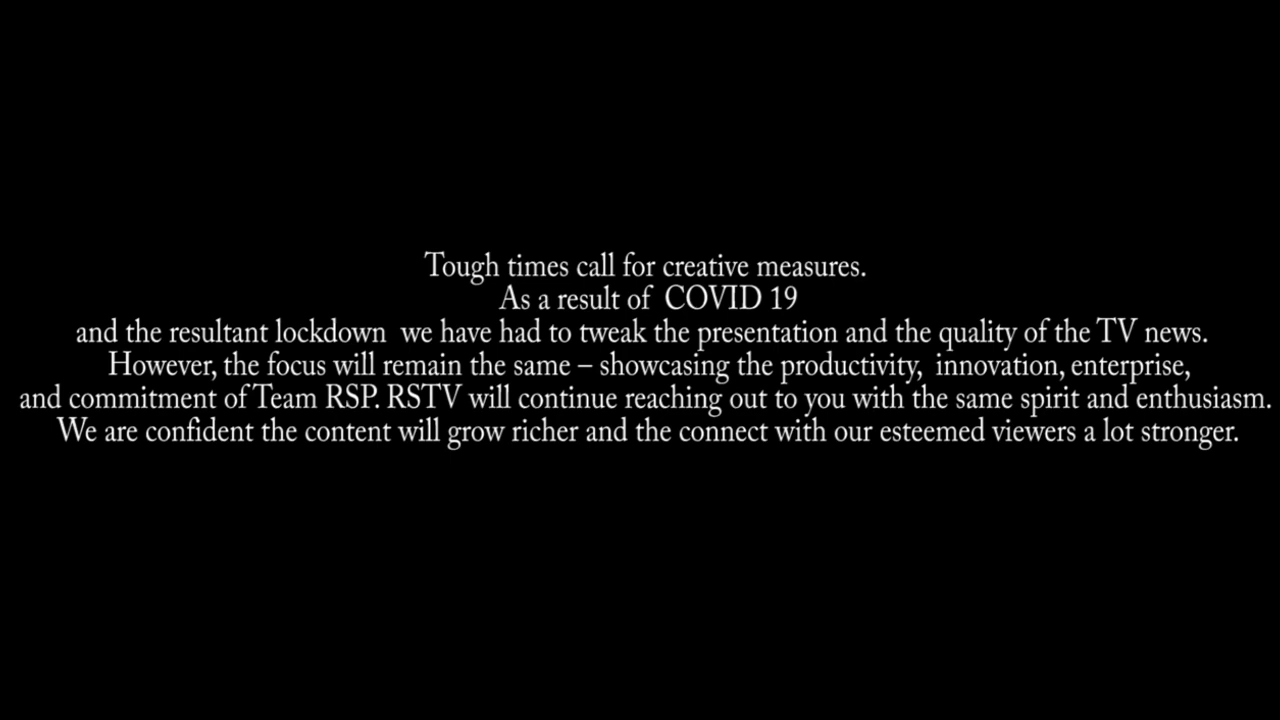 Tough times call for creative measures.
As a result of  COVID 19
and the resultant lockdown  we have had to tweak the presentation and the quality of the TV news.
However, the focus will remain the same – showcasing the productivity,  innovation, enterprise,
and commitment of Team RSP. RSTV will continue reaching out to you with the same spirit and enthusiasm.
We are confident the content will grow richer and the connect with our esteemed viewers a lot stronger.